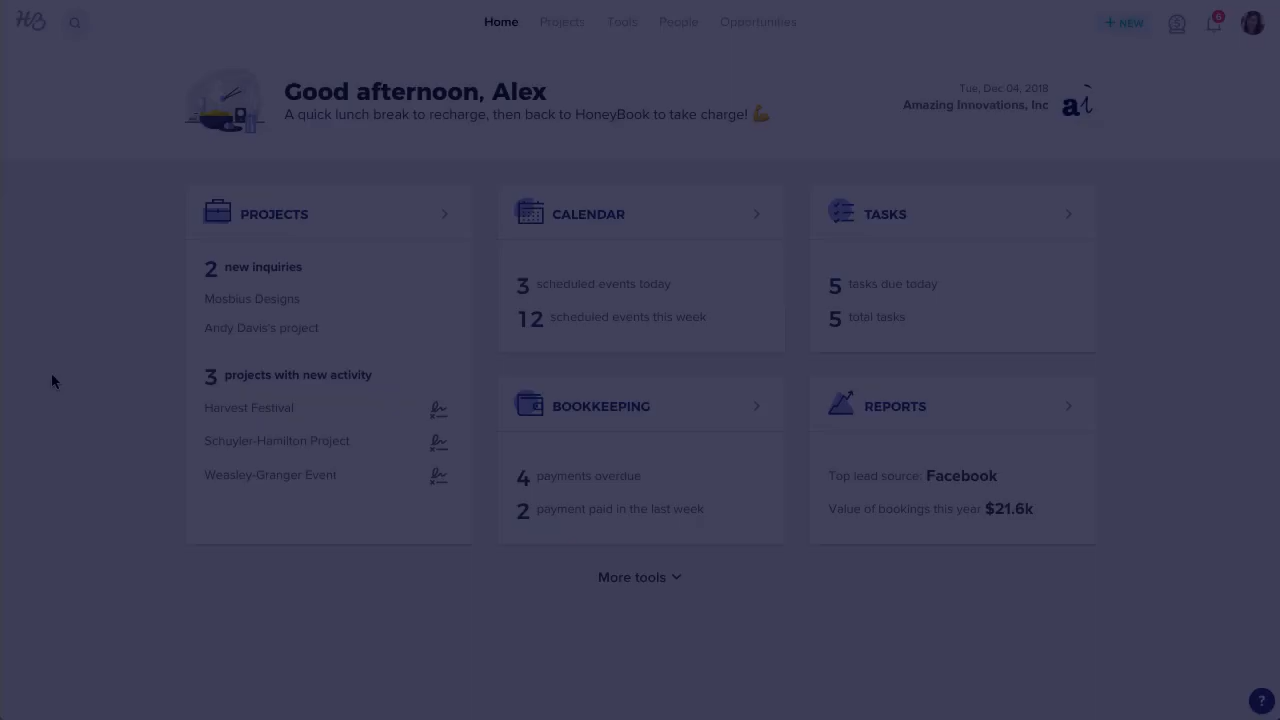 HB
Home Projects Tools People Opportunities
+ NEW
6
Good afternoon, Alex
A quick lunch break to recharge, then back to HoneyBook to take charge! 💪
Tue, Dec 04, 2018
Amazing Innovations, Inc
ai
PROJECTS
2 new inquiries
Mosbius Designs
Andy Davis's project
3 projects with new activity
Harvest Festival
Schuyler-Hamilton Project
Weasley-Granger Event
CALENDAR
3 scheduled events today
12 scheduled events this week
TASKS
5 tasks due today
5 total tasks
BOOKKEEPING
4 payments overdue
2 payment paid in the last week
REPORTS
Top lead source: Facebook
Value of bookings this year $21.6k
More tools
?